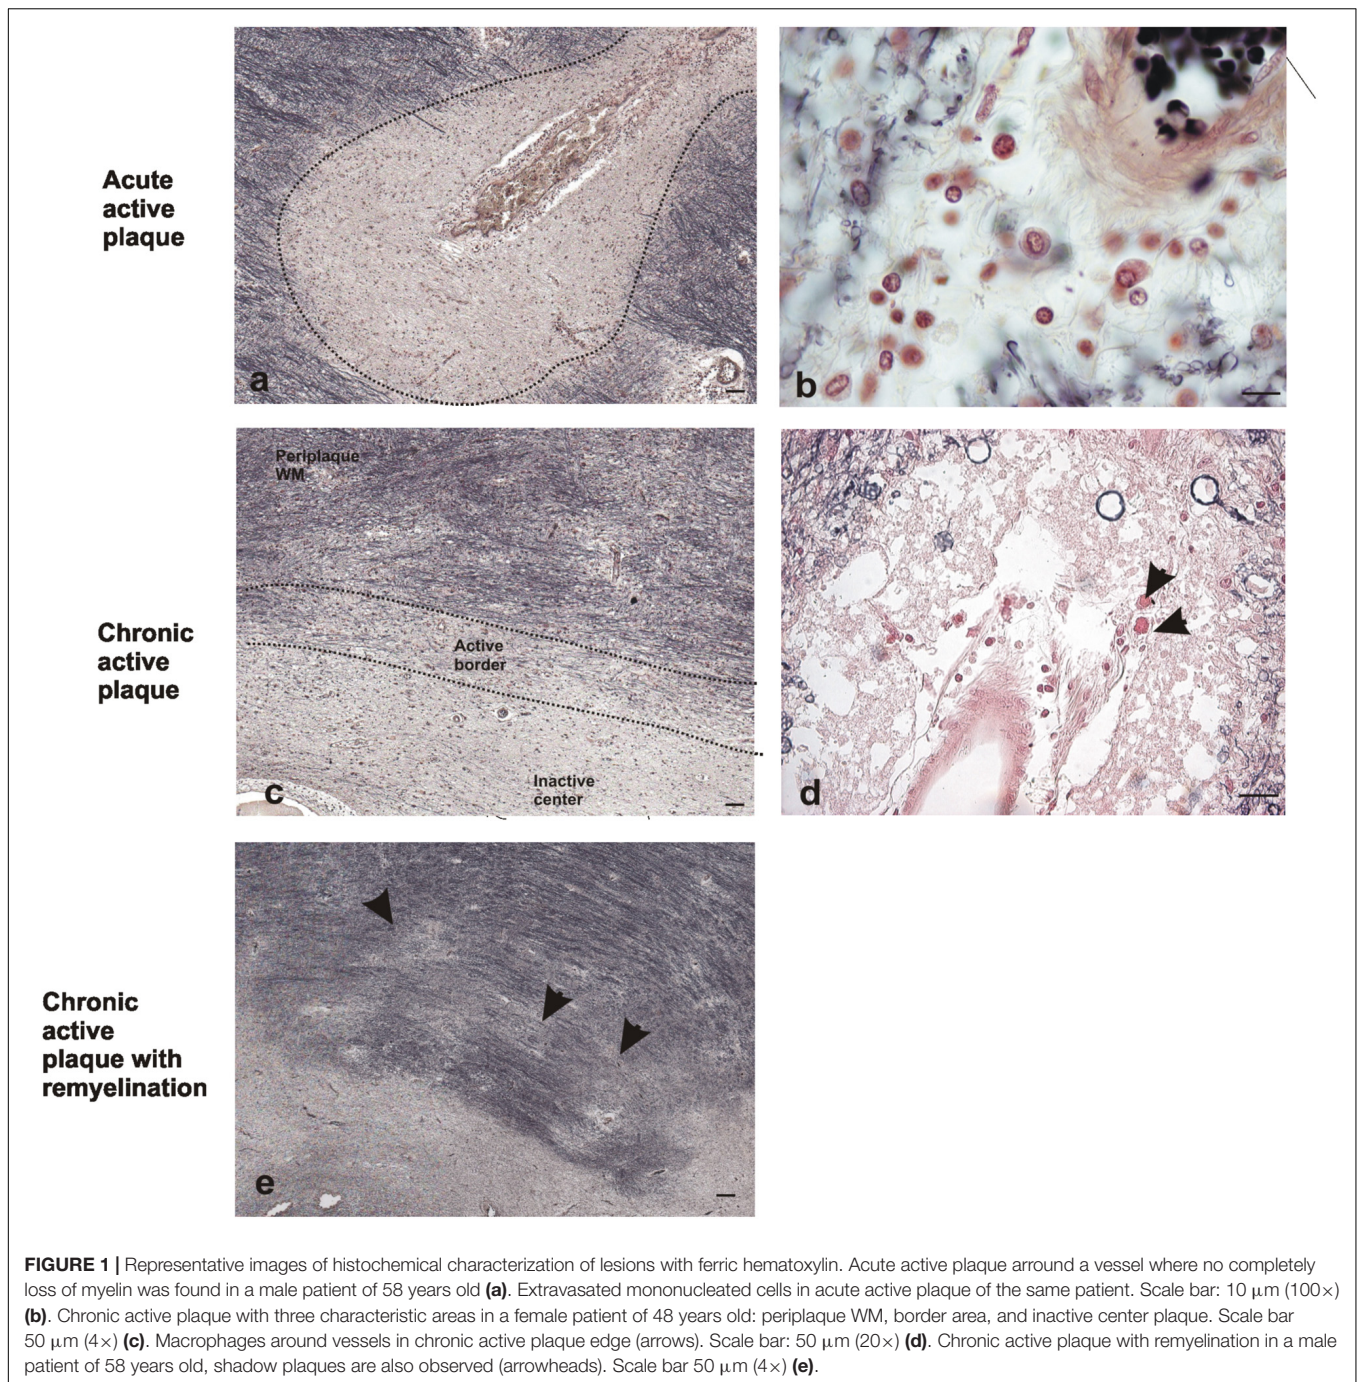 Acute
active
plaque
a
b
Periplaque
WM
Active
border
Inactive
center
c
d
Chronic
active
plaque
e
Chronic
active
plaque with
remyelination
FIGURE 1 | Representative images of histochemical characterization of lesions with ferric hematoxylin. Acute active plaque arround a vessel where no completely
loss of myelin was found in a male patient of 58 years old (a). Extravasated mononucleated cells in acute active plaque of the same patient. Scale bar: 10 μm (100×)
(b). Chronic active plaque with three characteristic areas in a female patient of 48 years old: periplaque WM, border area, and inactive center plaque. Scale bar
50 μm (4×) (c). Macrophages around vessels in chronic active plaque edge (arrows). Scale bar: 50 μm (20×) (d). Chronic active plaque with remyelination in a male
patient of 58 years old, shadow plaques are also observed (arrowheads). Scale bar 50 μm (4×) (e).